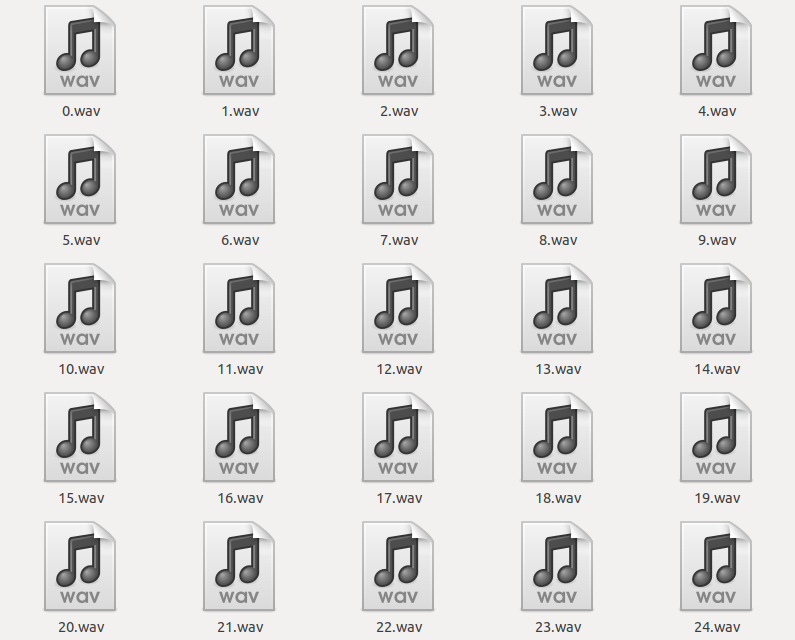 wav wav wav wav wav
0.wav 1.wav 2.wav 3.wav 4.wav
wav wav wav wav wav
5.wav 6.wav 7.wav 8.wav 9.wav
wav wav wav wav wav
10.wav 11.wav 12.wav 13.wav 14.wav
wav wav wav wav wav
15.wav 16.wav 17.wav 18.wav 19.wav
wav wav wav wav wav
20.wav 21.wav 22.wav 23.wav 24.wav